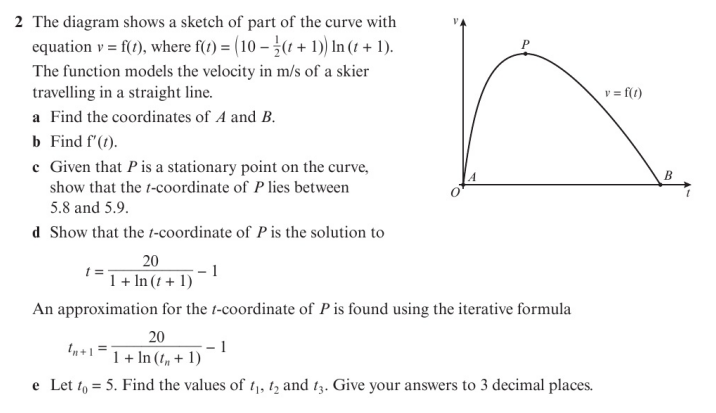 2 The diagram shows a sketch of part of the curve with
equation v = f(t), where f(t) = (10 – ½(t + 1)) ln (t + 1).
The function models the velocity in m/s of a skier
travelling in a straight line.
a Find the coordinates of A and B.
b Find f′(t).
c Given that P is a stationary point on the curve,
show that the t-coordinate of P lies between
5.8 and 5.9.
d Show that the t-coordinate of P is the solution to
t = 20 / (1 + ln (t + 1)) – 1
An approximation for the t-coordinate of P is found using the iterative formula
tₙ₊₁ = 20 / (1 + ln (tₙ + 1)) – 1
e Let t₀ = 5. Find the values of t₁, t₂ and t₃. Give your answers to 3 decimal places.
v
P
v = f(t)
A
B
O
t